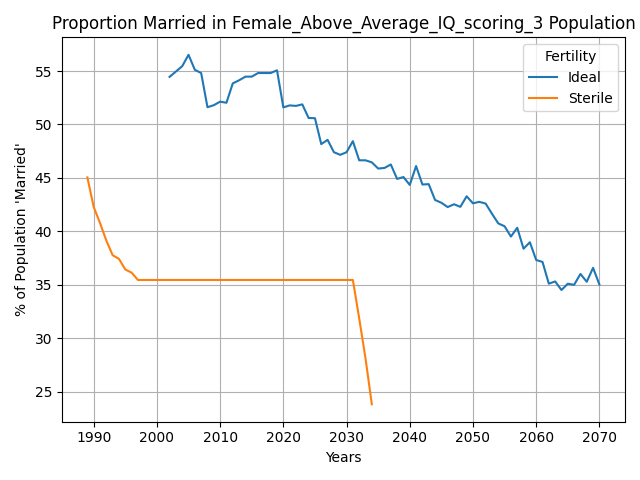 Proportion Married in Female_Above_Average_IQ_scoring_3 Population
% of Population 'Married'
55
50
45
40
35
30
25
Fertility
Ideal
Sterile
1990 2000 2010 2020 2030 2040 2050 2060 2070
Years